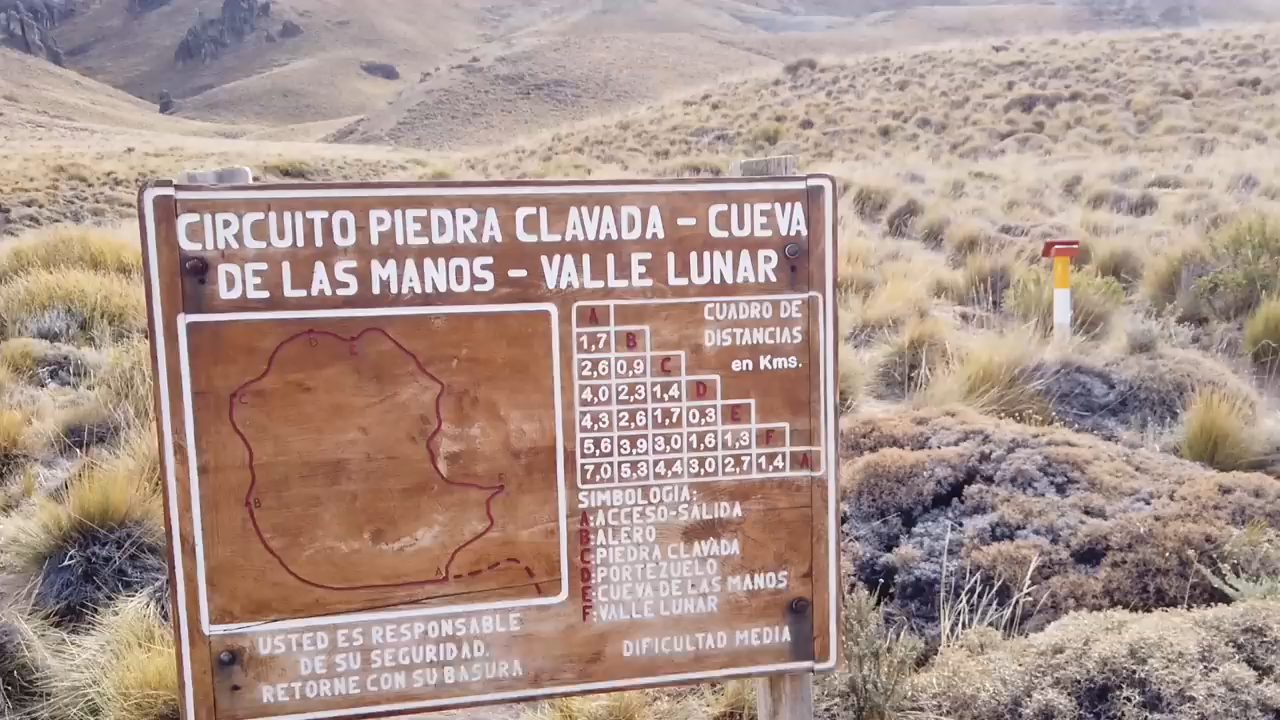 CIRCUITO PIEDRA CLAVADA – CUEVA
DE LAS MANOS – VALLE LUNAR
D E
C
B
F
A
CUADRO DE
DISTANCIAS
en Kms.
A
1,7 B
2,6 0,9 C
4,0 2,3 1,4 D
4,3 2,6 1,7 0,3 E
5,6 3,9 3,0 1,6 1,3 F
7,0 5,3 4,4 3,0 2,7 1,4 A
SIMBOLOGÍA:
A:ACCESO-SALIDA
B:ALERO
C:PIEDRA CLAVADA
D:PORTEZUELO
E:CUEVA DE LAS MANOS
F:VALLE LUNAR
USTED ES RESPONSABLE
DE SU SEGURIDAD.
RETORNE CON SU BASURA
DIFICULTAD MEDIA